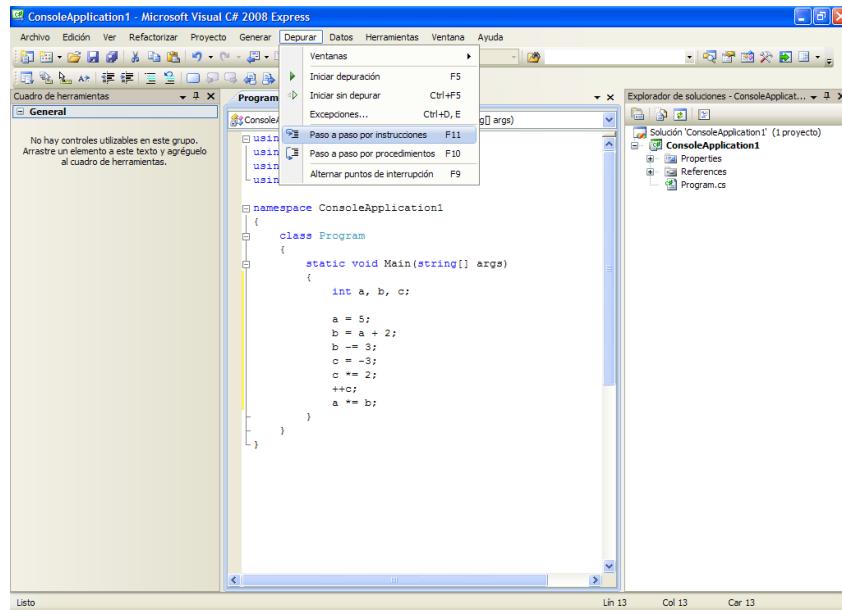 ConsoleApplication1 - Microsoft Visual C# 2008 Express
Archivo Edición Ver Refactorizar Proyecto Generar Depurar Datos Herramientas Ventana Ayuda
Cuadro de herramientas
General
No hay controles utilizables en este grupo.
Arrastre un elemento a este texto y agréguelo
al cuadro de herramientas.
Ventanas
Iniciar depuración F5
Iniciar sin depurar Ctrl+F5
Excepciones... Ctrl+D, E
Paso a paso por instrucciones F11
Paso a paso por procedimientos F10
Alternar puntos de interrupción F9
Program
Console
args)
usin
usin
usin
usin
namespace ConsoleApplication1
{
class Program
{
static void Main(string[] args)
{
int a, b, c;
a = 5;
b = a + 2;
b -= 3;
c = -3;
c *= 2;
++c;
a *= b;
}
}
}
Explorador de soluciones - ConsoleApplicat...
Solución 'ConsoleApplication1' (1 proyecto)
ConsoleApplication1
Properties
References
Program.cs
Listo
Lín 13 Col 13 Car 13